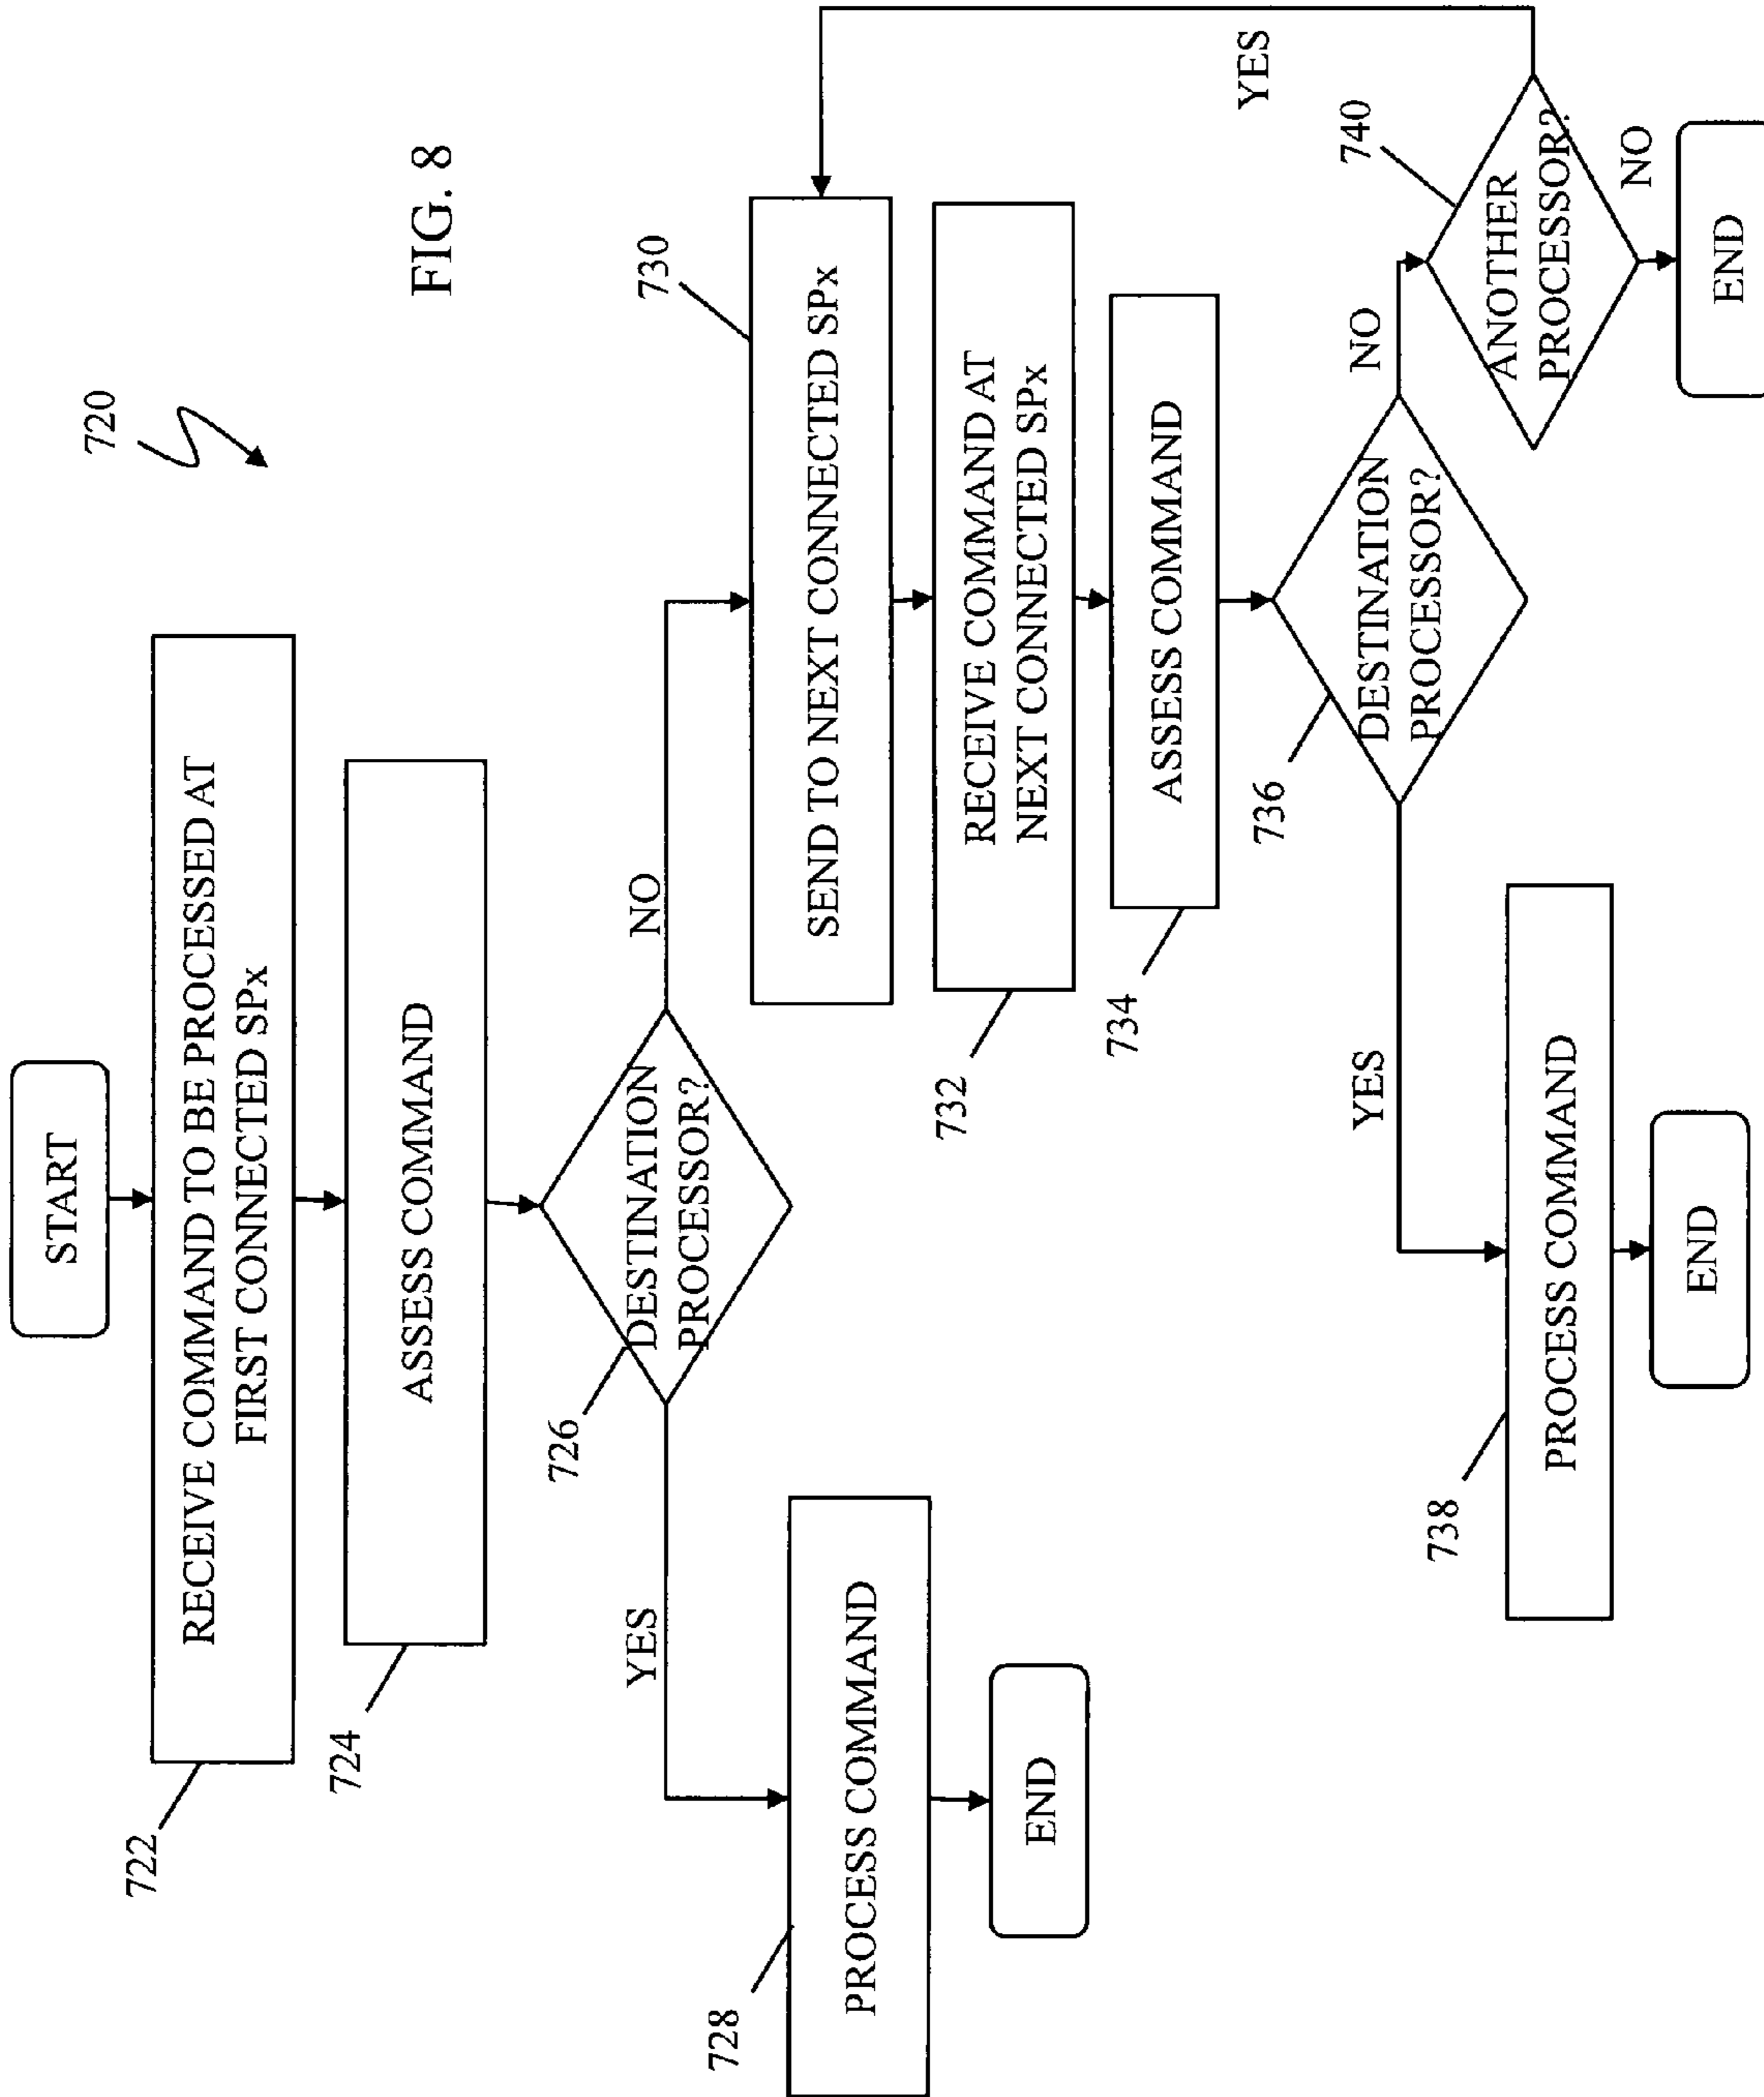 FIG. 8
720
START
RECEIVE COMMAND TO BE PROCESSED AT
FIRST CONNECTED SPx
722
ASSESS COMMAND
724
DESTINATION
PROCESSOR?
726
YES
NO
PROCESS COMMAND
728
END
SEND TO NEXT CONNECTED SPx
730
RECEIVE COMMAND AT
NEXT CONNECTED SPx
732
ASSESS COMMAND
734
DESTINATION
PROCESSOR?
736
YES
NO
PROCESS COMMAND
738
END
ANOTHER
PROCESSOR?
740
YES
NO
END